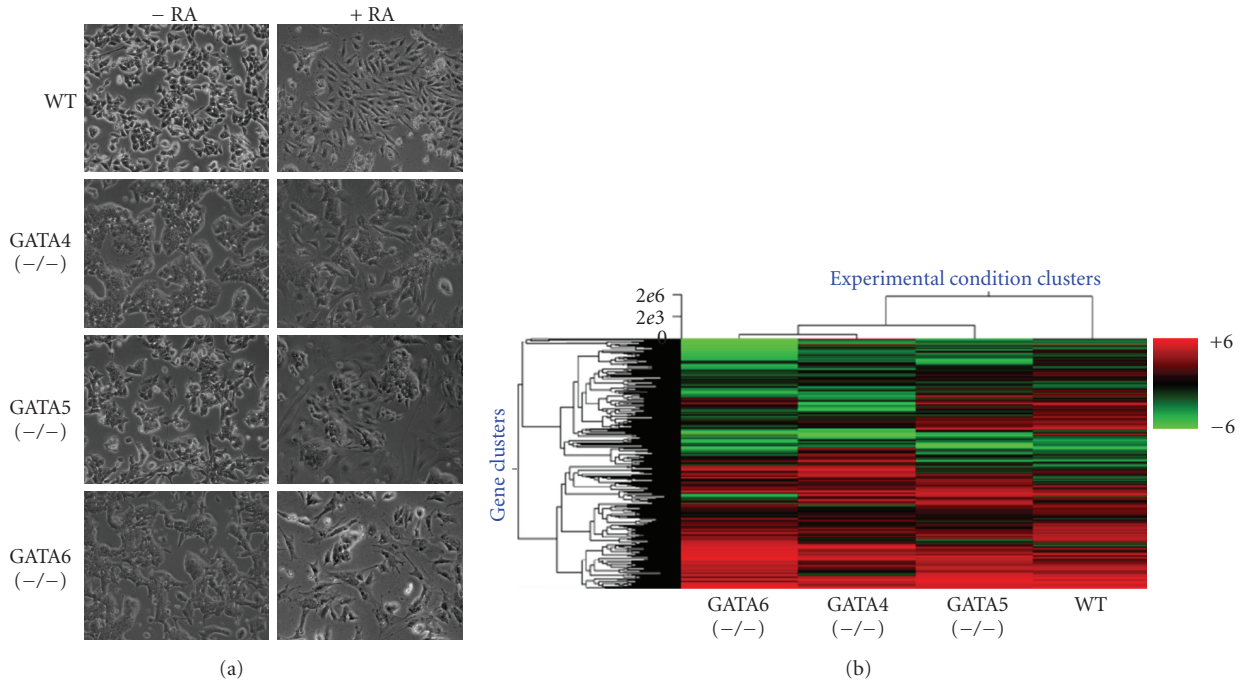 − RA
+ RA
WT
GATA4
(−/−)
GATA5
(−/−)
GATA6
(−/−)
(a)
Experimental condition clusters
2e6
2e3
0
+6
−6
Gene clusters
GATA6
(−/−)
GATA4
(−/−)
GATA5
(−/−)
WT
(b)